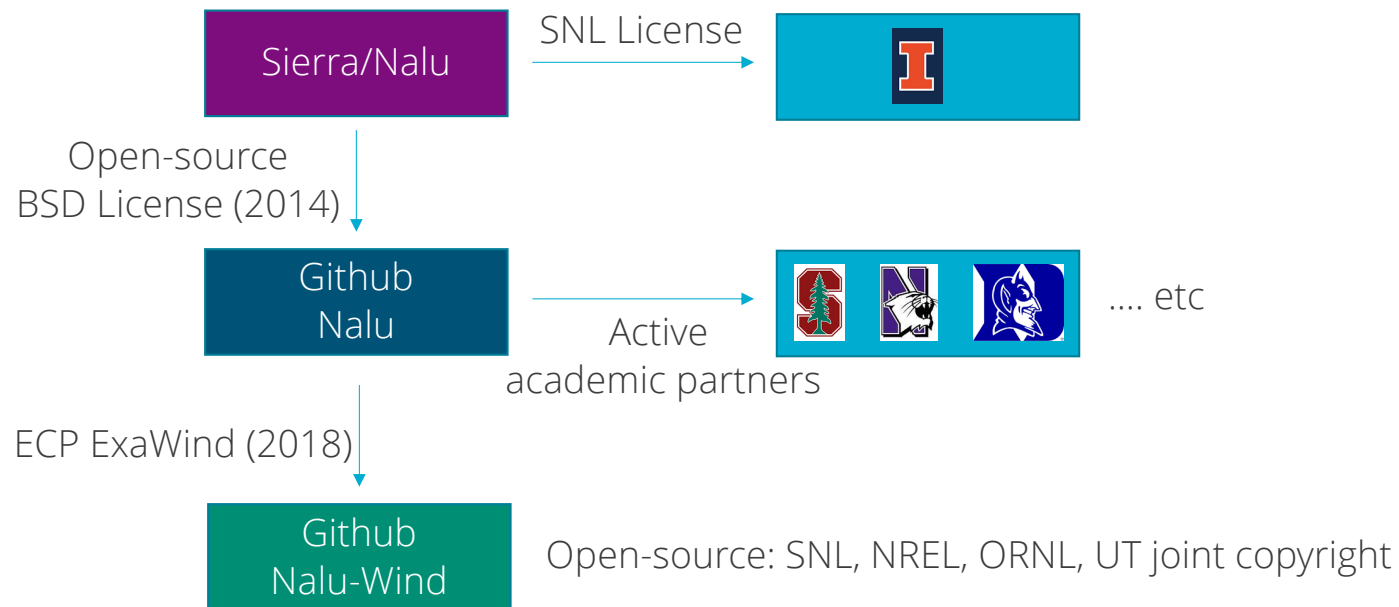 Sierra/Nalu
SNL License
I
Open-source
BSD License (2014)
Github
Nalu
Active
academic partners
S
N
D
.... etc
ECP ExaWind (2018)
Github
Nalu-Wind
Open-source: SNL, NREL, ORNL, UT joint copyright